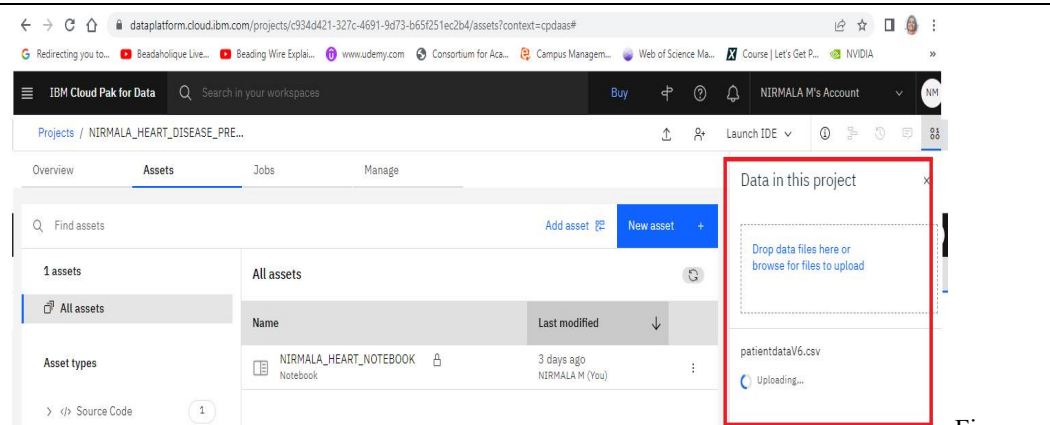 dataplatform.cloud.ibm.com/projects/c934d421-327c-4691-9d73-b65f251ec2b4/assets?context=cpdaas#
Redirecting you to... Beadaholique Live... Beading Wire Explai... www.udemy.com Consortium for Aca... Campus Managem... Web of Science Ma... Course | Let's Get P... NVIDIA »
IBM Cloud Pak for Data Search in your workspaces Buy NIRMALA M's Account NM
Projects / NIRMALA_HEART_DISEASE_PRE... Launch IDE
Overview Assets Jobs Manage
Data in this project
Find assets Add asset New asset +
Drop data files here or
browse for files to upload
1 assets All assets
All assets
Name Last modified
patientdataV6.csv
Uploading...
Asset types
NIRMALA_HEART_NOTEBOOK 3 days ago
Notebook NIRMALA M (You)
Source Code 1